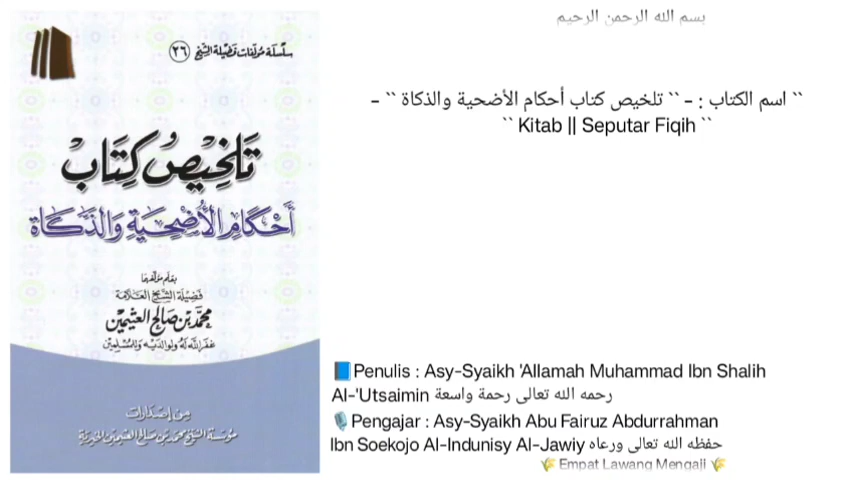 سلسلة مؤلفات فضيلة الشيخ ٢٦
تلخيص كتاب
أحكام الأضحية والذكاة
بقلم مؤلفها
فضيلة الشيخ العلامة
محمد بن صالح العثيمين
غفر الله له ولوالديه وللمسلمين
من إصدارات
مؤسسة الشيخ محمد بن صالح العثيمين الخيرية
بسم الله الرحمن الرحيم
`` اسم الكتاب : - `` تلخيص كتاب أحكام الأضحية والذكاة `` -
`` Kitab || Seputar Fiqih ``
📘Penulis : Asy-Syaikh 'Allamah Muhammad Ibn Shalih
Al-'Utsaimin رحمه الله تعالى رحمة واسعة
🎙️Pengajar : Asy-Syaikh Abu Fairuz Abdurrahman
Ibn Soekojo Al-Indunisy Al-Jawiy حفظه الله تعالى ورعاه
🌾 Empat Lawang Mengaji 🌾